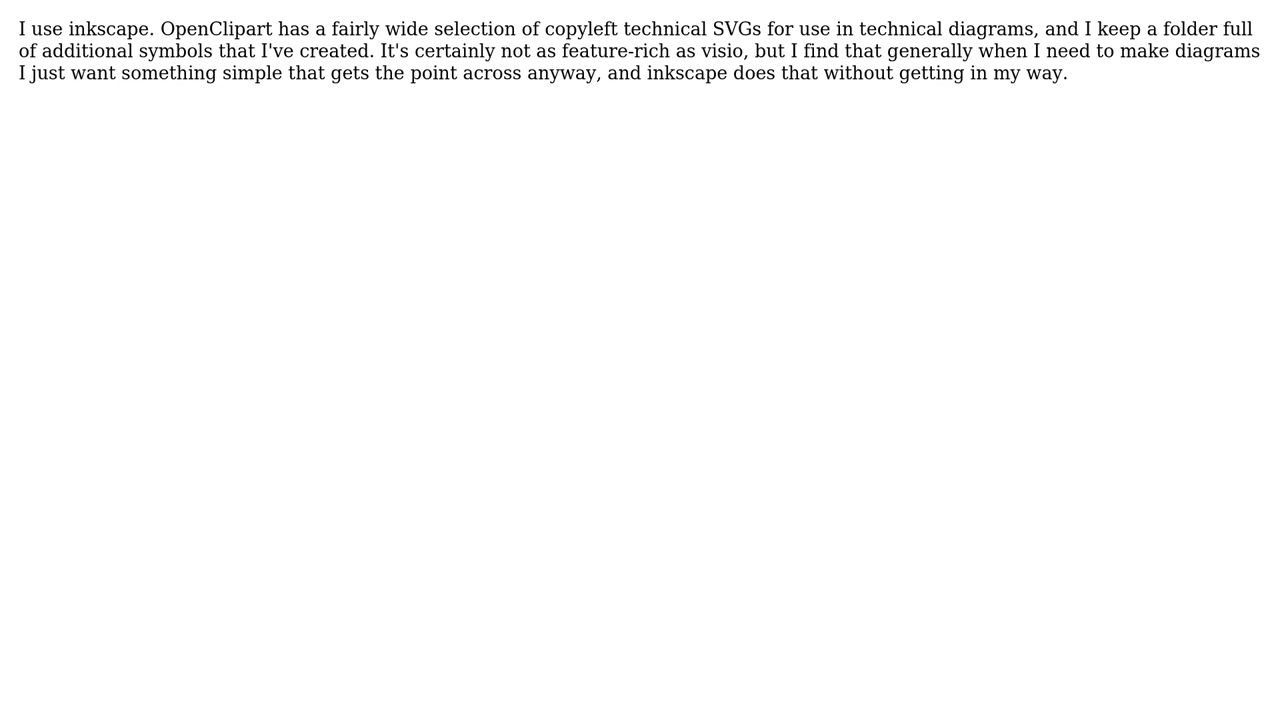 I use inkscape. OpenClipart has a fairly wide selection of copyleft technical SVGs for use in technical diagrams, and I keep a folder full
of additional symbols that I've created. It's certainly not as feature-rich as visio, but I find that generally when I need to make diagrams
I just want something simple that gets the point across anyway, and inkscape does that without getting in my way.